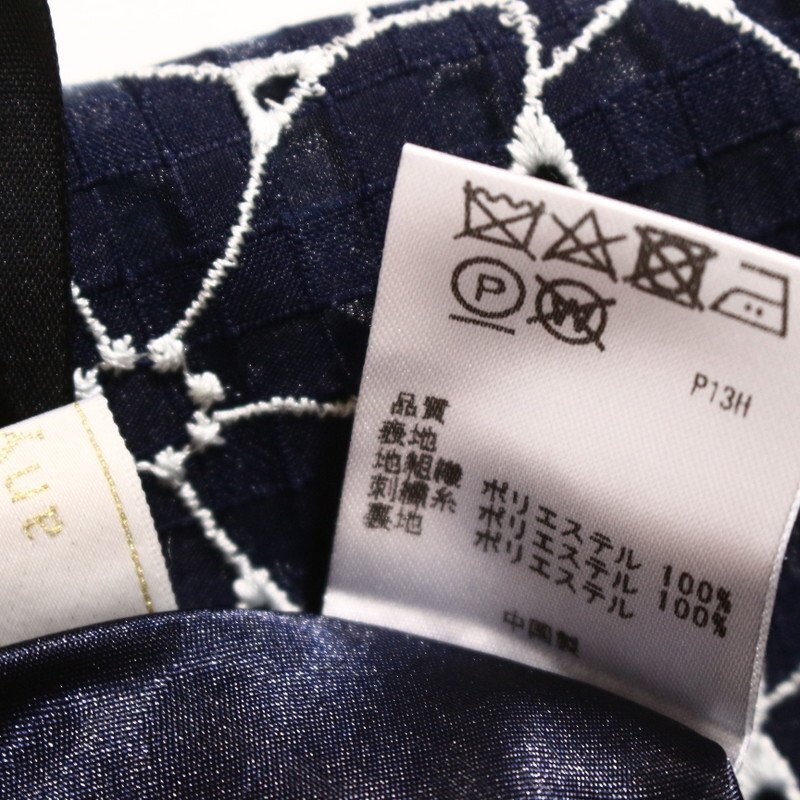 P
W
P13H
品質
表地
地組織 ポリエステル 100%
刺繍糸 ポリエステル 100%
裏地 ポリエステル
中国製